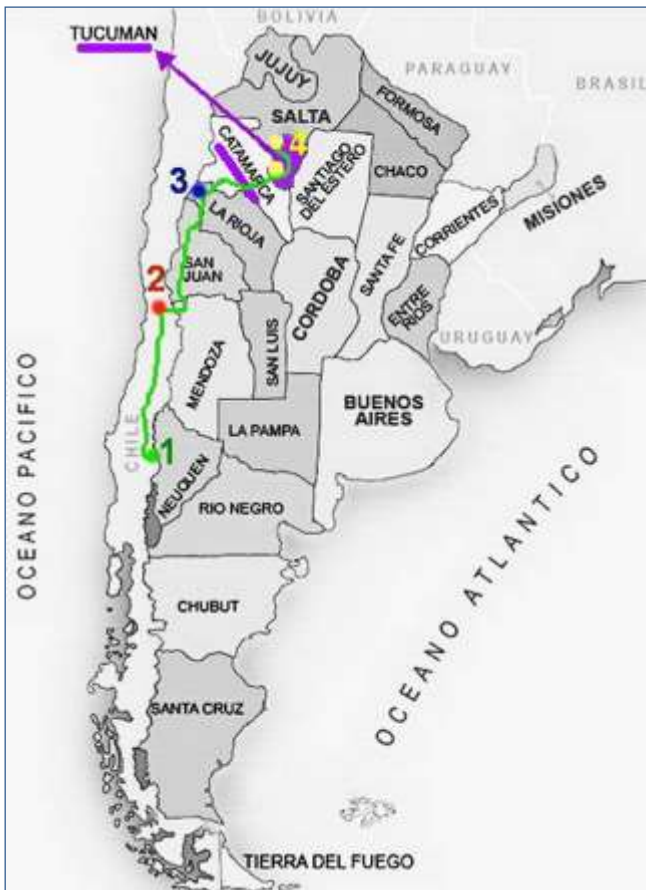 BOLIVIA
TUCUMAN
JUJUY
PARAGUAY
BRASIL
FORMOSA
SALTA
4
CATAMARCA
SANTIAGO
DEL ESTERO
CHACO
3
LA RIOJA
CORRIENTES
MISIONES
SAN
JUAN
2
SANTA FE
CORDOBA
ENTRE
RIOS
URUGUAY
SAN LUIS
MENDOZA
BUENOS
AIRES
LA PAMPA
CHILE
1
NEUQUEN
RIO NEGRO
OCEANO PACIFICO
OCEANO ATLANTICO
CHUBUT
SANTA CRUZ
TIERRA DEL FUEGO